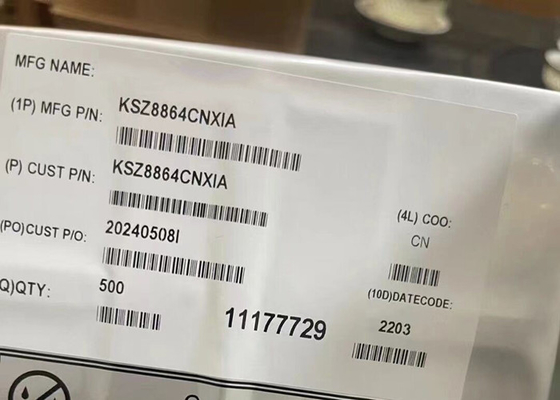 MFG NAME:
(1P) MFG P/N: KSZ8864CNXIA
(P) CUST P/N: KSZ8864CNXIA
(PO)CUST P/O: 20240508I
(4L) COO:
CN
Q)QTY: 500
(10D)DATECODE:
2203
11177729